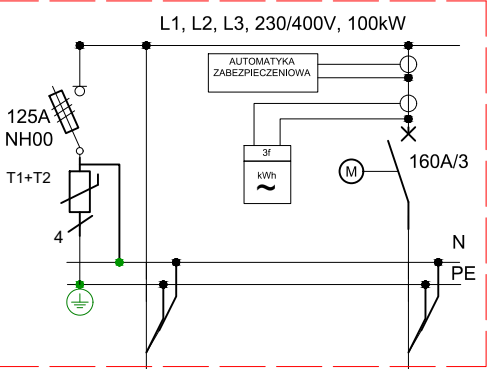 L1, L2, L3, 230/400V, 100kW
AUTOMATYKA
ZABEZPIECZENIOWA
125A
NH00
3f
kWh
~
M
160A/3
T1+T2
4
N
PE